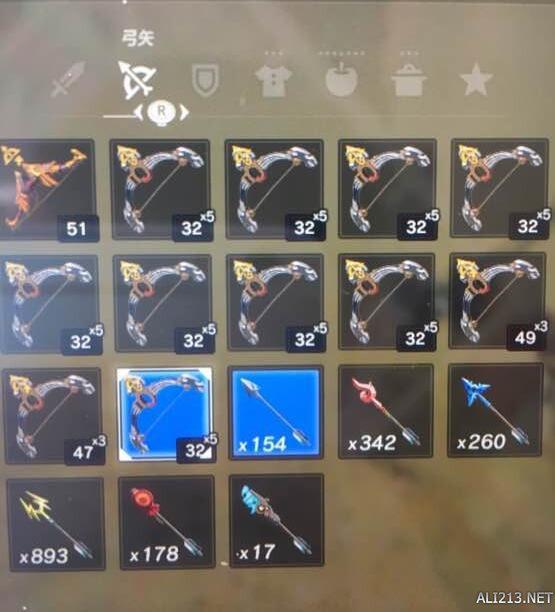 弓矢
R
51 32 x5 32 x5 32 x5 32 x5
32 x5 32 x5 32 x5 32 x5 49 x3
47 x3 32 x5 x154 x342 x260
x893 x178 x17
ALI213.NET